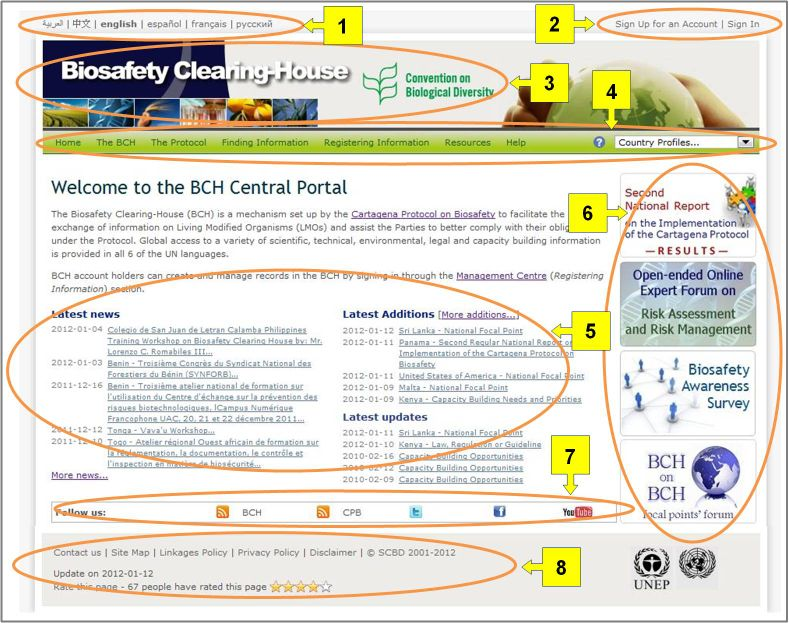 العربية | 中文 | english | español | français | русский
1
2
Sign Up for an Account | Sign In
Biosafety Clearing-House
Convention on
Biological Diversity
3
4
Home The BCH The Protocol Finding Information Registering Information Resources Help ? Country Profiles...
Welcome to the BCH Central Portal
The Biosafety Clearing-House (BCH) is a mechanism set up by the Cartagena Protocol on Biosafety to facilitate the
exchange of information on Living Modified Organisms (LMOs) and assist the Parties to better comply with their oblig
under the Protocol. Global access to a variety of scientific, technical, environmental, legal and capacity building information
is provided in all 6 of the UN languages.
BCH account holders can create and manage records in the BCH by signing in through the Management Centre (Registering
Information) section.
Latest news
2012-01-04 Colegio de San Juan de Letran Calamba Philippines
Training Workshop on Biosafety Clearing House by: Mr.
Lorenzo C. Romabiles III...
2012-01-03 Benin - Troisième Congrès du Syndicat National des
Forestiers du Bénin (SYNFORB)...
2011-12-16 Benin - Troisième atelier national de formation sur
l'utilisation du Centre d'échange sur la prévention des
risques biotechnologiques, (Campus Numérique
Francophone UAC, 20, 21 et 22 décembre 2011...
2011-12-12 Tonga - Vava'u Workshop...
2011-12-10 Togo - Atelier régional Ouest africain de formation sur
la réglementation, la documentation, le contrôle et
l'inspection en matière de biosécurité...
More news...
Latest Additions [More additions...]
5
2012-01-12 Sri Lanka - National Focal Point
2012-01-11 Panama - Second Regular National Report on
Implementation of the Cartagena Protocol on
Biosafety
2012-01-11 United States of America - National Focal Point
2012-01-09 Malta - National Focal Point
2012-01-09 Kenya - Capacity Building Needs and Priorities
Latest updates
2012-01-11 Sri Lanka - National Focal Point
2012-01-10 Kenya - Law, Regulation or Guideline
2010-02-16 Capacity Building Opportunities
2010-02-12 Capacity Building Opportunities
2010-02-09 Capacity Building Opportunities
6
Second
National Report
on the Implementation
of the Cartagena Protocol
—RESULTS—
Open-ended Online
Expert Forum on
Risk Assessment
and Risk Management
Biosafety
Awareness
Survey
BCH
on
BCH
focal points' forum
7
Follow us: BCH CPB t f YouTube
Contact us | Site Map | Linkages Policy | Privacy Policy | Disclaimer | © SCBD 2001-2012
8
Update on 2012-01-12
Rate this page - 67 people have rated this page
UNEP